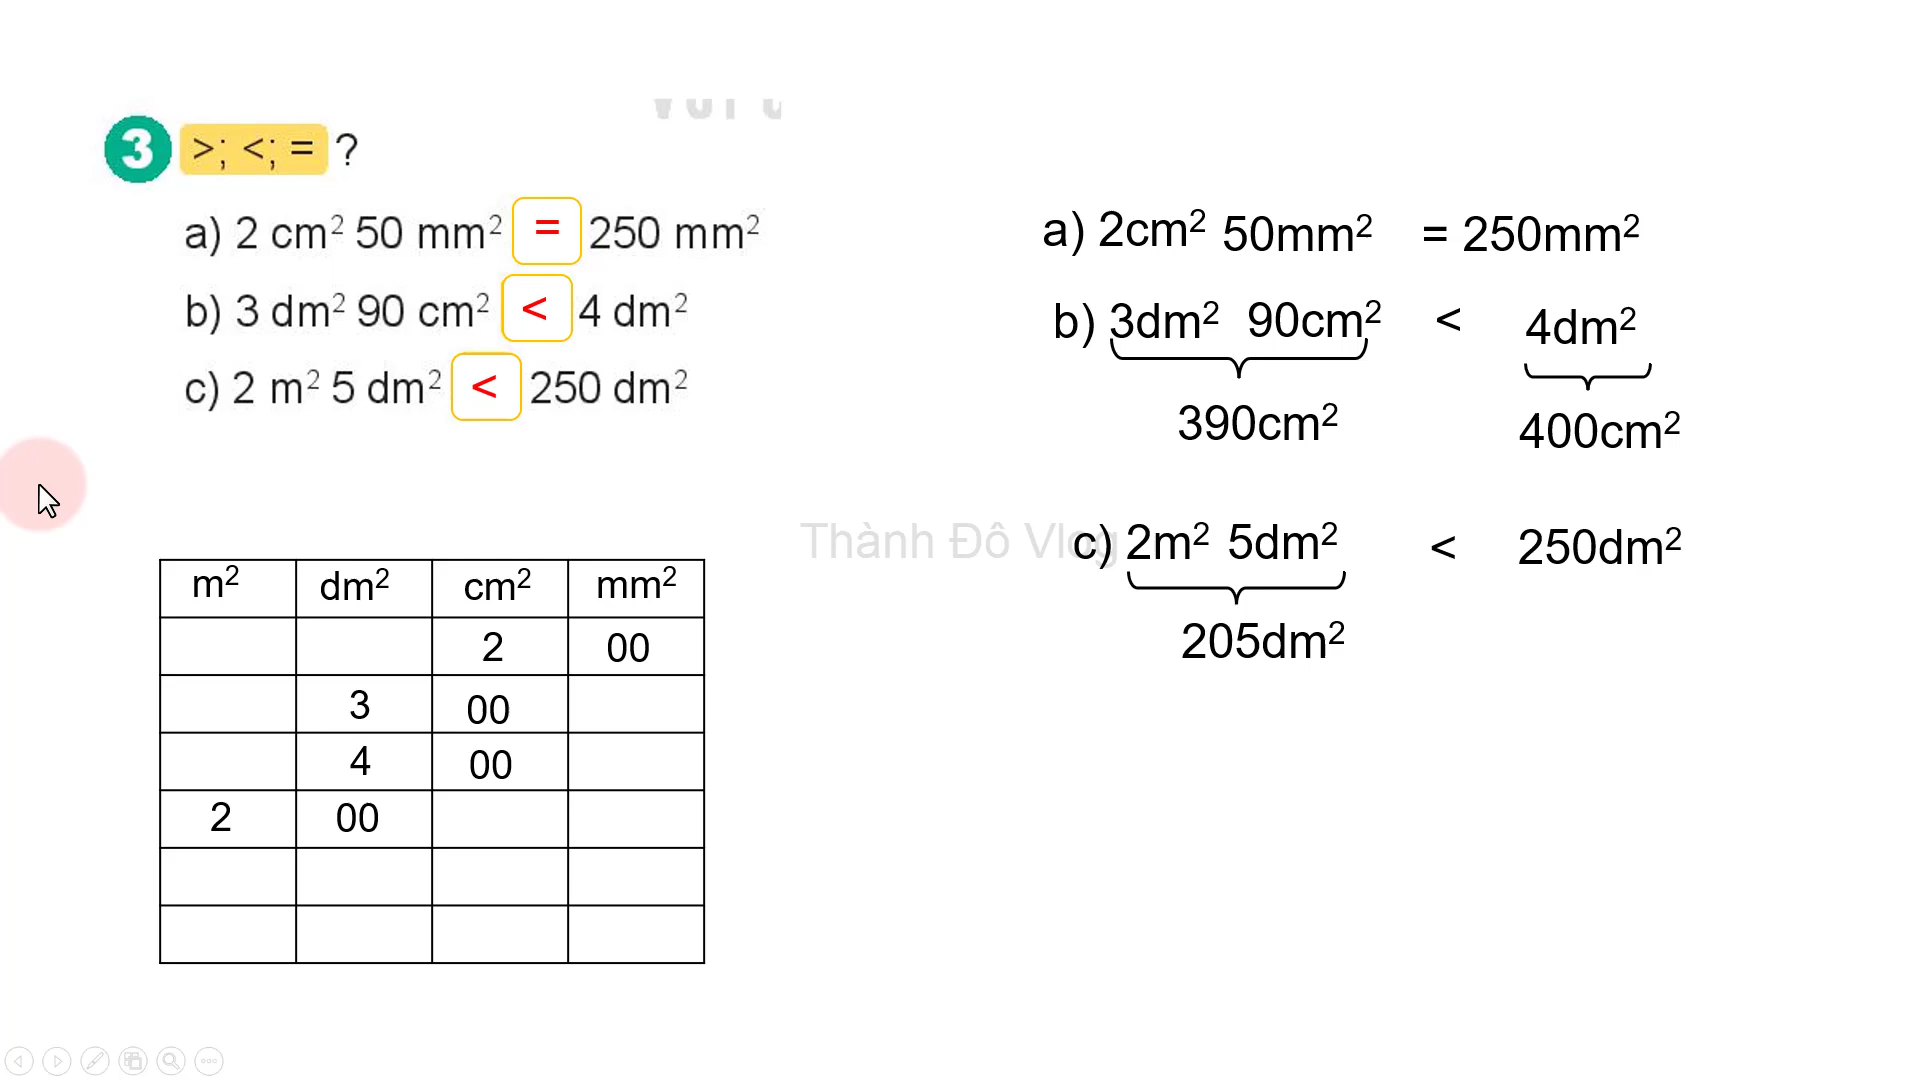 3 >; <; = ?
a) 2 cm² 50 mm² = 250 mm²
b) 3 dm² 90 cm² < 4 dm²
c) 2 m² 5 dm² < 250 dm²
a) 2cm² 50mm² = 250mm²
b) 3dm² 90cm² < 4dm²
390cm² 400cm²
Thành Đô Vlog
c) 2m² 5dm² < 250dm²
205dm²
m² dm² cm² mm²
2 00
3 00
4 00
2 00